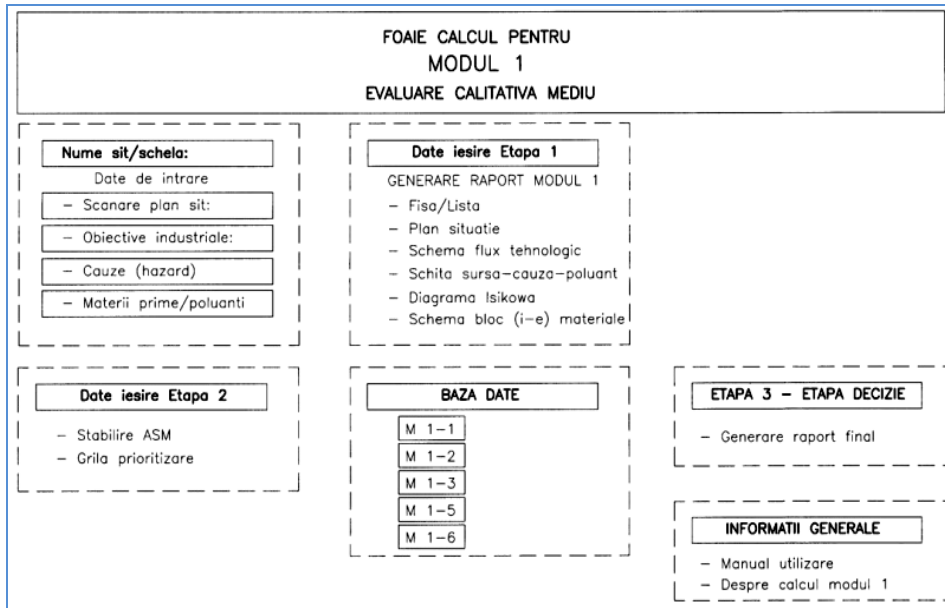 FOAIE CALCUL PENTRU
MODUL 1
EVALUARE CALITATIVA MEDIU
Nume sit/schela:
Date de intrare
– Scanare plan sit:
– Obiective industriale:
– Cauze (hazard)
– Materii prime/poluanti
Date iesire Etapa 1
GENERARE RAPORT MODUL 1
– Fisa/Lista
– Plan situatie
– Schema flux tehnologic
– Schita sursa–cauza–poluant
– Diagrama Isikowa
– Schema bloc (i–e) materiale
Date iesire Etapa 2
– Stabilire ASM
– Grila prioritizare
BAZA DATE
M 1–1
M 1–2
M 1–3
M 1–5
M 1–6
ETAPA 3 – ETAPA DECIZIE
– Generare raport final
INFORMATII GENERALE
– Manual utilizare
– Despre calcul modul 1